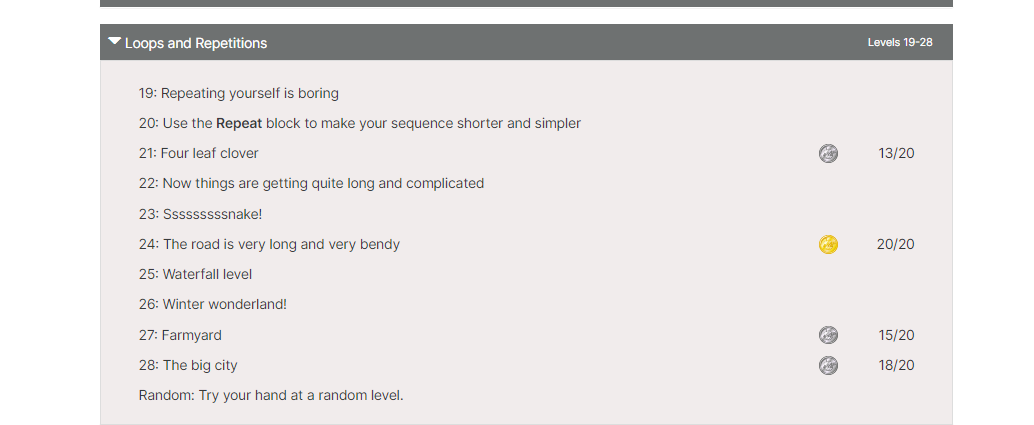 Loops and Repetitions Levels 19-28
19: Repeating yourself is boring
20: Use the Repeat block to make your sequence shorter and simpler
21: Four leaf clover 13/20
22: Now things are getting quite long and complicated
23: Sssssssssnake!
24: The road is very long and very bendy 20/20
25: Waterfall level
26: Winter wonderland!
27: Farmyard 15/20
28: The big city 18/20
Random: Try your hand at a random level.